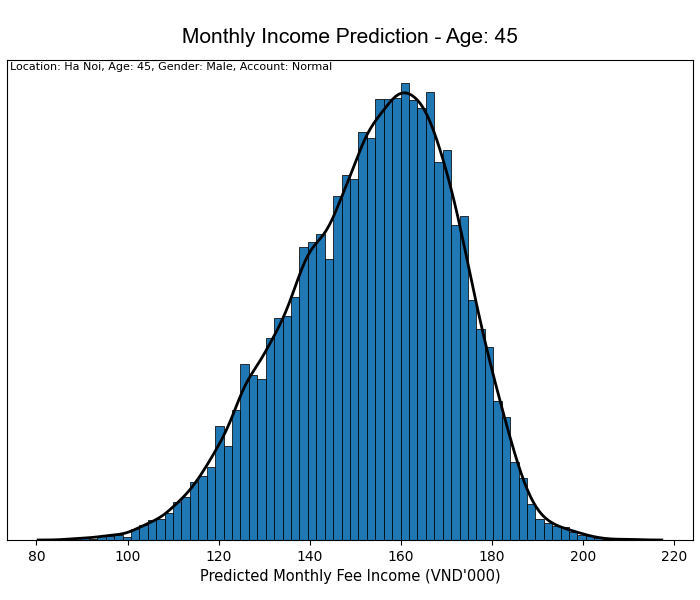 Monthly Income Prediction - Age: 45
Location: Ha Noi, Age: 45, Gender: Male, Account: Normal
80 100 120 140 160 180 200 220
Predicted Monthly Fee Income (VND'000)